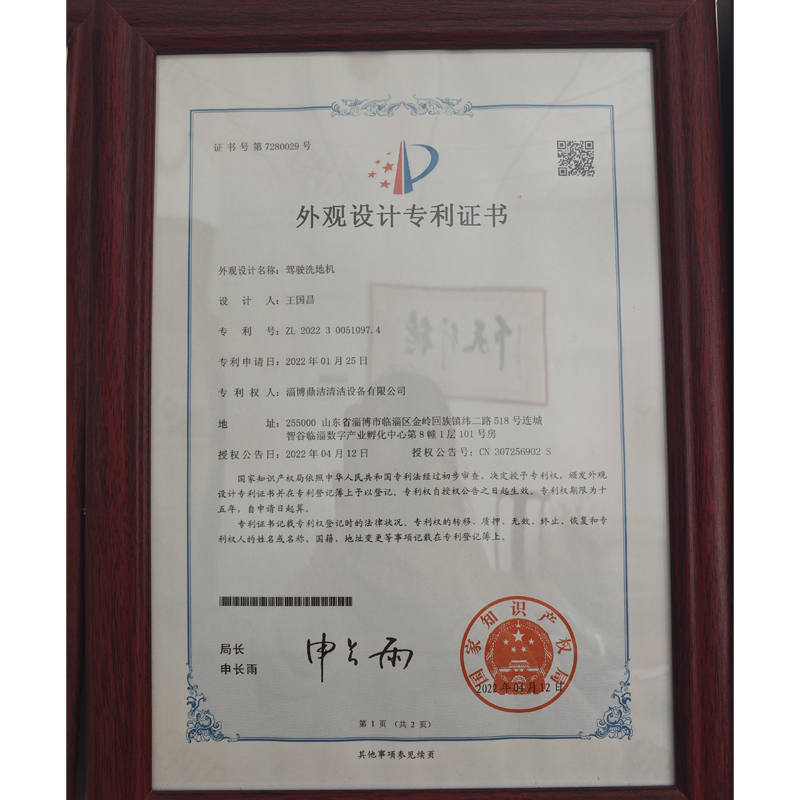 证书号第7280029号
外观设计专利证书
外观设计名称：驾驶洗地机
设 计 人：王国昌
专 利 号：ZL 2022 3 0051097.4
专利申请日：2022年01月25日
专 利 权 人：淄博鼎洁清洁设备有限公司
地 址：255000 山东省淄博市临淄区金岭回族镇纬二路518号连城
智谷临淄数字产业孵化中心第8幢1层101号房
授权公告日：2022年04月12日 授权公告号：CN 307256902 S
国家知识产权局依照中华人民共和国专利法经过初步审查，决定授予专利权，颁发外观
设计专利证书并在专利登记簿上予以登记。专利权自授权公告之日起生效。专利权期限为十
五年，自申请日起算。
专利证书记载专利权登记时的法律状况。专利权的转移、质押、无效、终止、恢复和专
利权人的姓名或名称、国籍、地址变更等事项记载在专利登记簿上。
局长
申长雨
申长雨
国家知识产权局
2022年04月12日
第1页（共2页）
其他事项参见续页